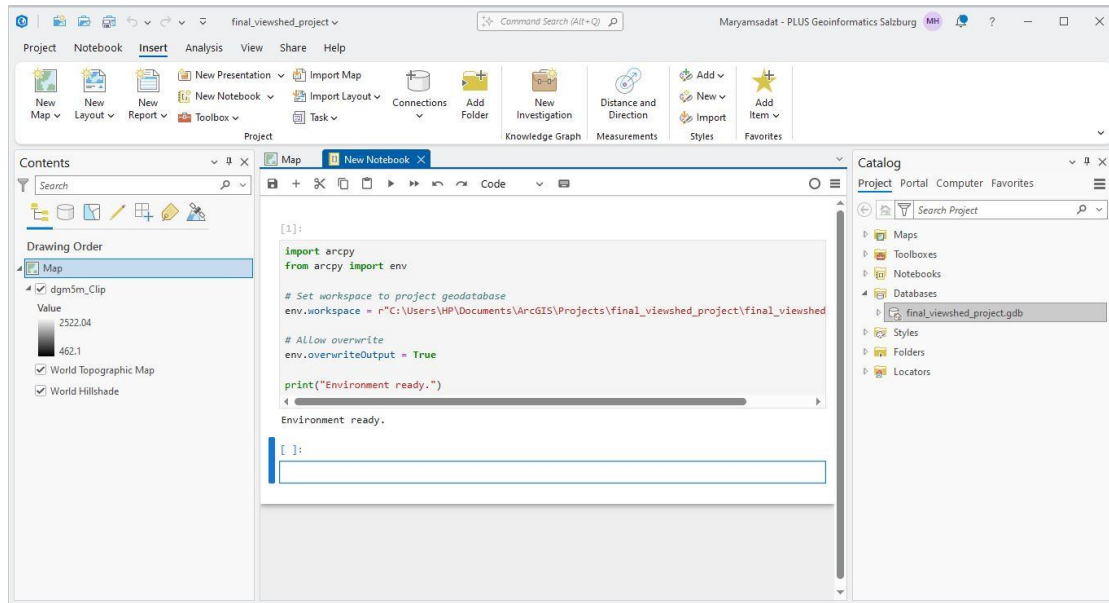 final_viewshed_project
Command Search (Alt+Q)
Maryamsadat - PLUS Geoinformatics Salzburg
MH
?
Project Notebook Insert Analysis View Share Help
New Map
New Layout
New Report
New Presentation
New Notebook
Toolbox
Import Map
Import Layout
Task
Connections
Add Folder
New Investigation
Distance and Direction
Add
New
Import
Add Item
Project
Knowledge Graph
Measurements
Styles
Favorites
Contents
Search
Drawing Order
Map
dgm5m_Clip
Value
2522.04
462.1
World Topographic Map
World Hillshade
Map
New Notebook
Code
[1]:
import arcpy
from arcpy import env
# Set workspace to project geodatabase
env.workspace = r"C:\Users\HP\Documents\ArcGIS\Projects\final_viewshed_project\final_viewshed
# Allow overwrite
env.overwriteOutput = True
print("Environment ready.")
Environment ready.
[ ]:
Catalog
Project Portal Computer Favorites
Search Project
Maps
Toolboxes
Notebooks
Databases
final_viewshed_project.gdb
Styles
Folders
Locators